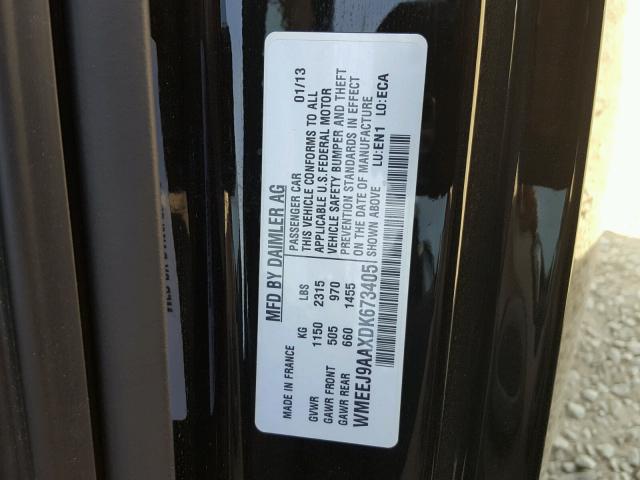 MFD BY DAIMLER AG
MADE IN FRANCE
KG LBS
GVWR 1150 2315
GAWR FRONT 505 970
GAWR REAR 660 1455
PASSENGER CAR 01/13
THIS VEHICLE CONFORMS TO ALL
APPLICABLE U.S. FEDERAL MOTOR
VEHICLE SAFETY BUMPER AND THEFT
PREVENTION STANDARDS IN EFFECT
ON THE DATE OF MANUFACTURE
SHOWN ABOVE
LU:EN1 LO:ECA
WMEEJ9AAXDK673405